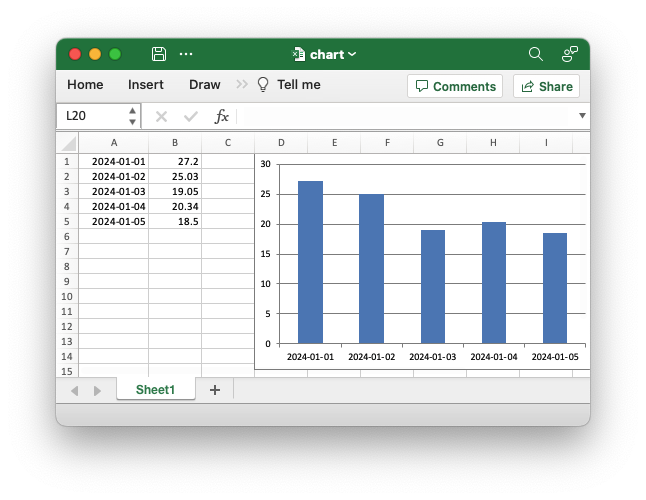 chart
Home Insert Draw Tell me Comments Share
L20 fx
A B C D E F G H I
1 2024-01-01 27.2
2 2024-01-02 25.03
3 2024-01-03 19.05
4 2024-01-04 20.34
5 2024-01-05 18.5
6
7
8
9
10
11
12
13
14
15
30
25
20
15
10
5
0
2024-01-01 2024-01-02 2024-01-03 2024-01-04 2024-01-05
Sheet1 +